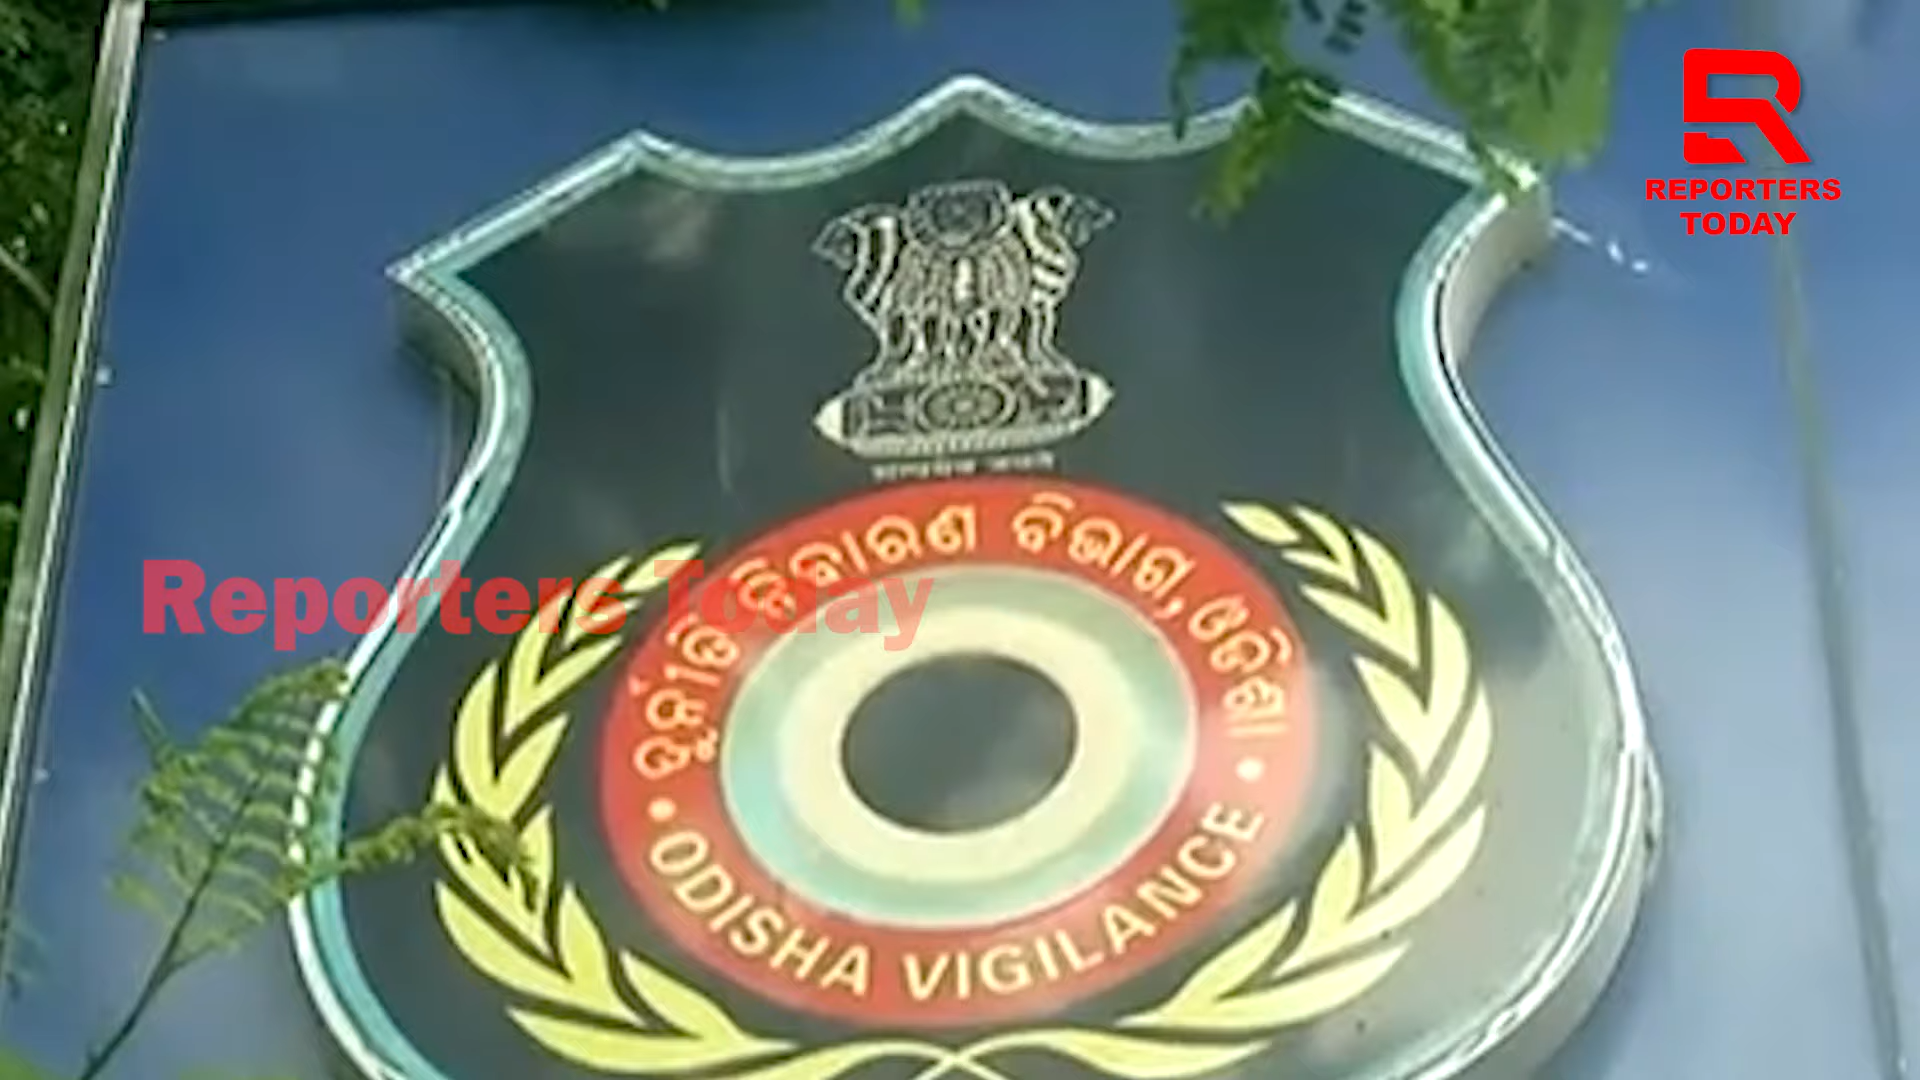 REPORTERS
TODAY
ଦୁର୍ନୀତି ନିବାରଣ ବିଭାଗ, ଓଡ଼ିଶା
Reporters Today
• ODISHA VIGILANCE •